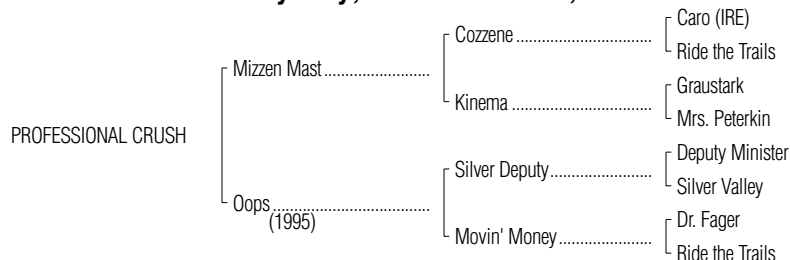 Caro (IRE)
Cozzene
Ride the Trails
Mizzen Mast
Graustark
Kinema
Mrs. Peterkin
PROFESSIONAL CRUSH
Deputy Minister
Silver Deputy
Silver Valley
Oops
(1995)
Dr. Fager
Movin' Money
Ride the Trails